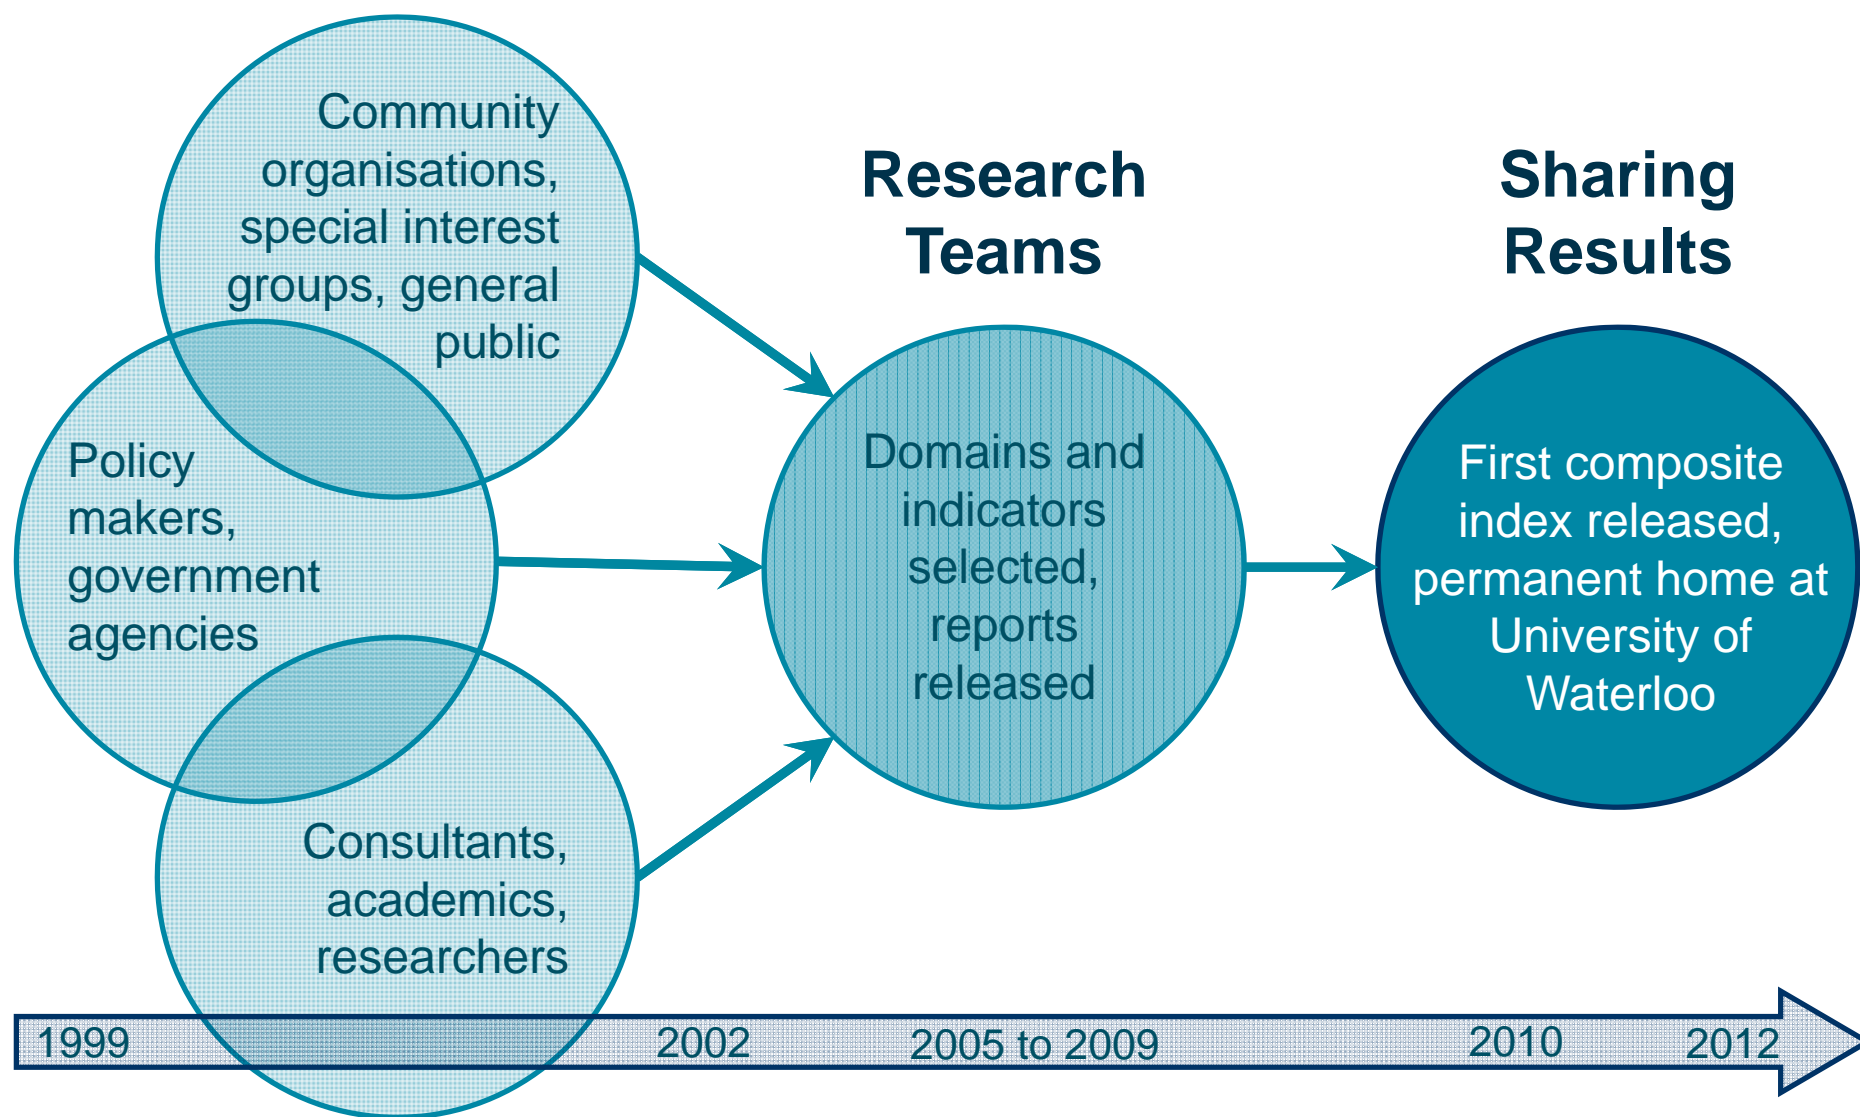 Community
organisations,
special interest
groups, general
public
Policy
makers,
government
agencies
Consultants,
academics,
researchers
Research
Teams
Domains and
indicators
selected,
reports
released
Sharing
Results
First composite
index released,
permanent home at
University of
Waterloo
1999
2002
2005 to 2009
2010
2012